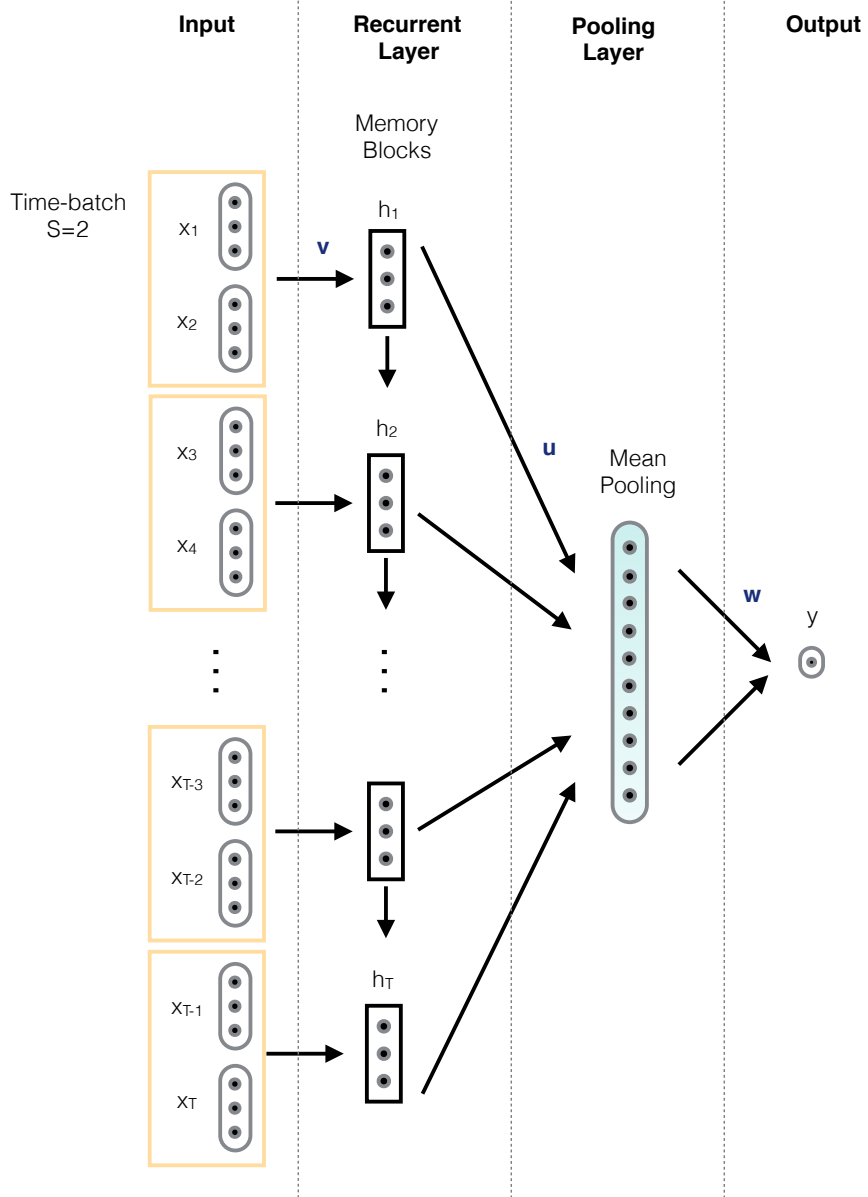 Input
Recurrent
Layer
Pooling
Layer
Output
Memory
Blocks
Time-batch
S=2
x1
x2
v
h1
x3
x4
h2
u
Mean
Pooling
w
y
xT-3
xT-2
xT-1
xT
hT